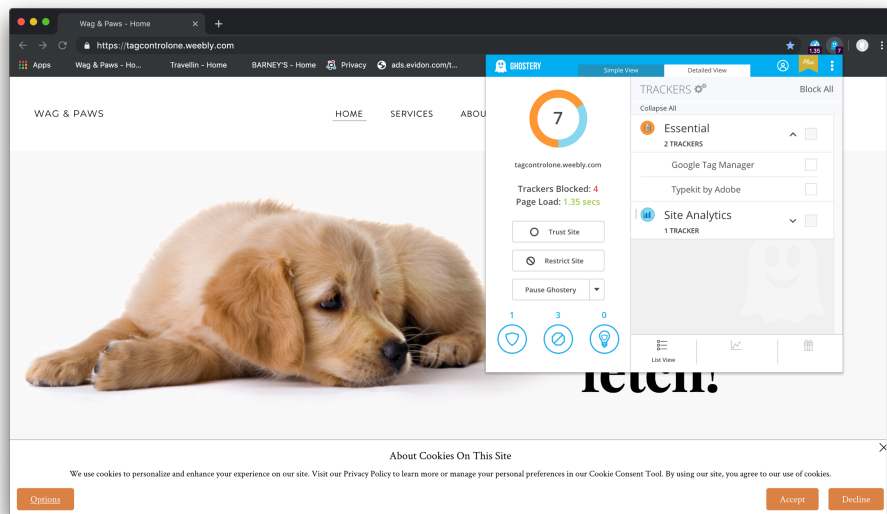 Wag & Paws - Home
https://tagcontrolone.weebly.com
1.35
7
Apps
Wag & Paws - Ho...
Travellin - Home
BARNEY'S - Home
Privacy
ads.evidon.com/t...
GHOSTERY
Simple View
Detailed View
Plus
7
tagcontrolone.weebly.com
Trackers Blocked: 4
Page Load: 1.35 secs
Trust Site
Restrict Site
Pause Ghostery
1 3 0
TRACKERS
Block All
Collapse All
Essential
2 TRACKERS
Google Tag Manager
Typekit by Adobe
Site Analytics
1 TRACKER
List View
WAG & PAWS
HOME
SERVICES
ABOU
fetch!
About Cookies On This Site
We use cookies to personalize and enhance your experience on our site. Visit our Privacy Policy to learn more or manage your personal preferences in our Cookie Consent Tool. By using our site, you agree to our use of cookies.
Options
Accept
Decline